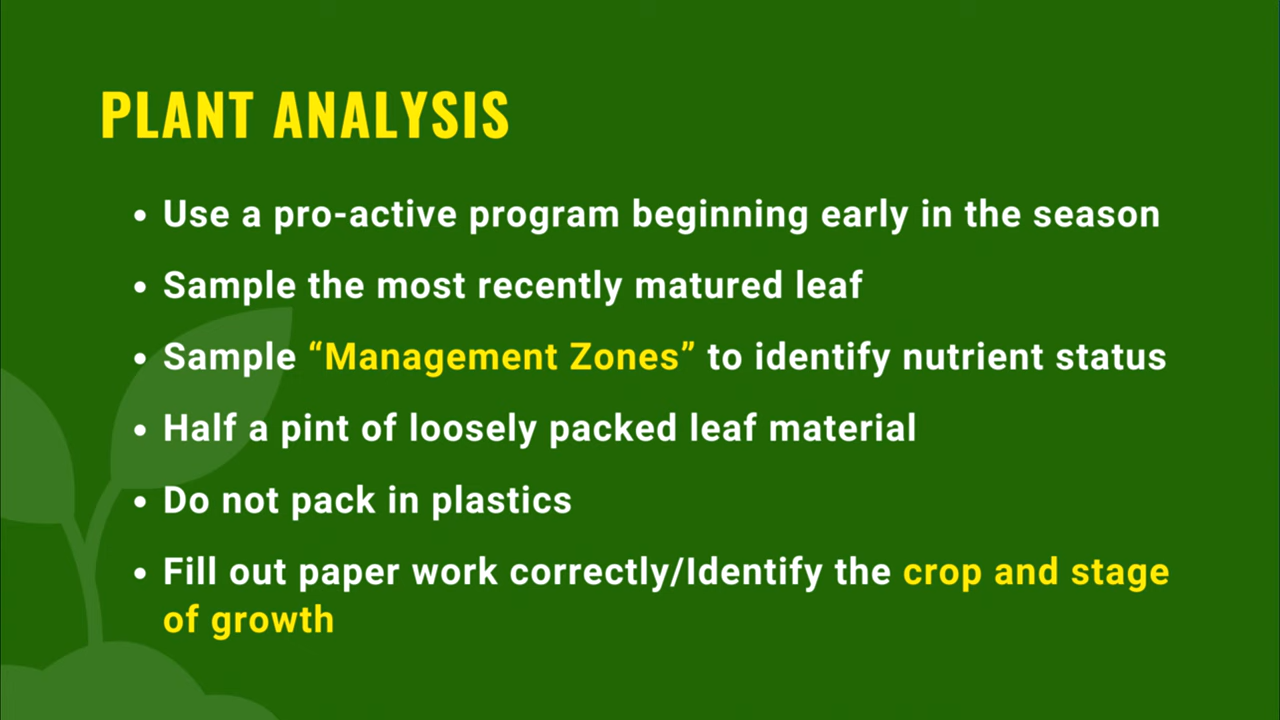 PLANT ANALYSIS
• Use a pro-active program beginning early in the season
• Sample the most recently matured leaf
• Sample “Management Zones” to identify nutrient status
• Half a pint of loosely packed leaf material
• Do not pack in plastics
• Fill out paper work correctly/Identify the crop and stage
of growth